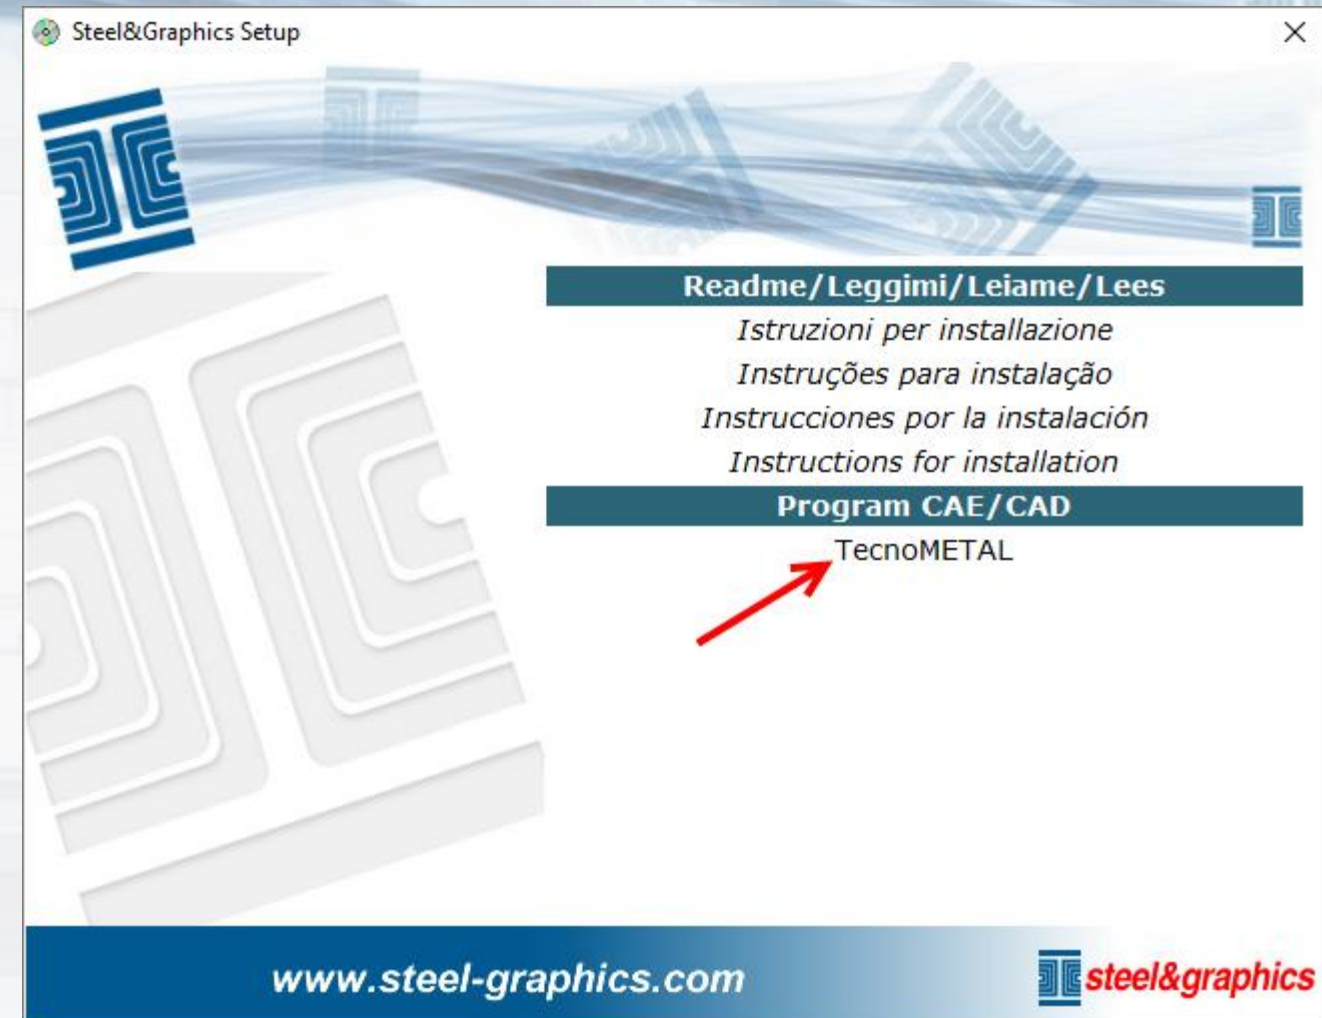 Steel&Graphics Setup
Readme/Leggimi/Leiame/Lees
Istruzioni per installazione
Instruções para instalação
Instrucciones por la instalación
Instructions for installation
Program CAE/CAD
TecnoMETAL
www.steel-graphics.com
steel&graphics